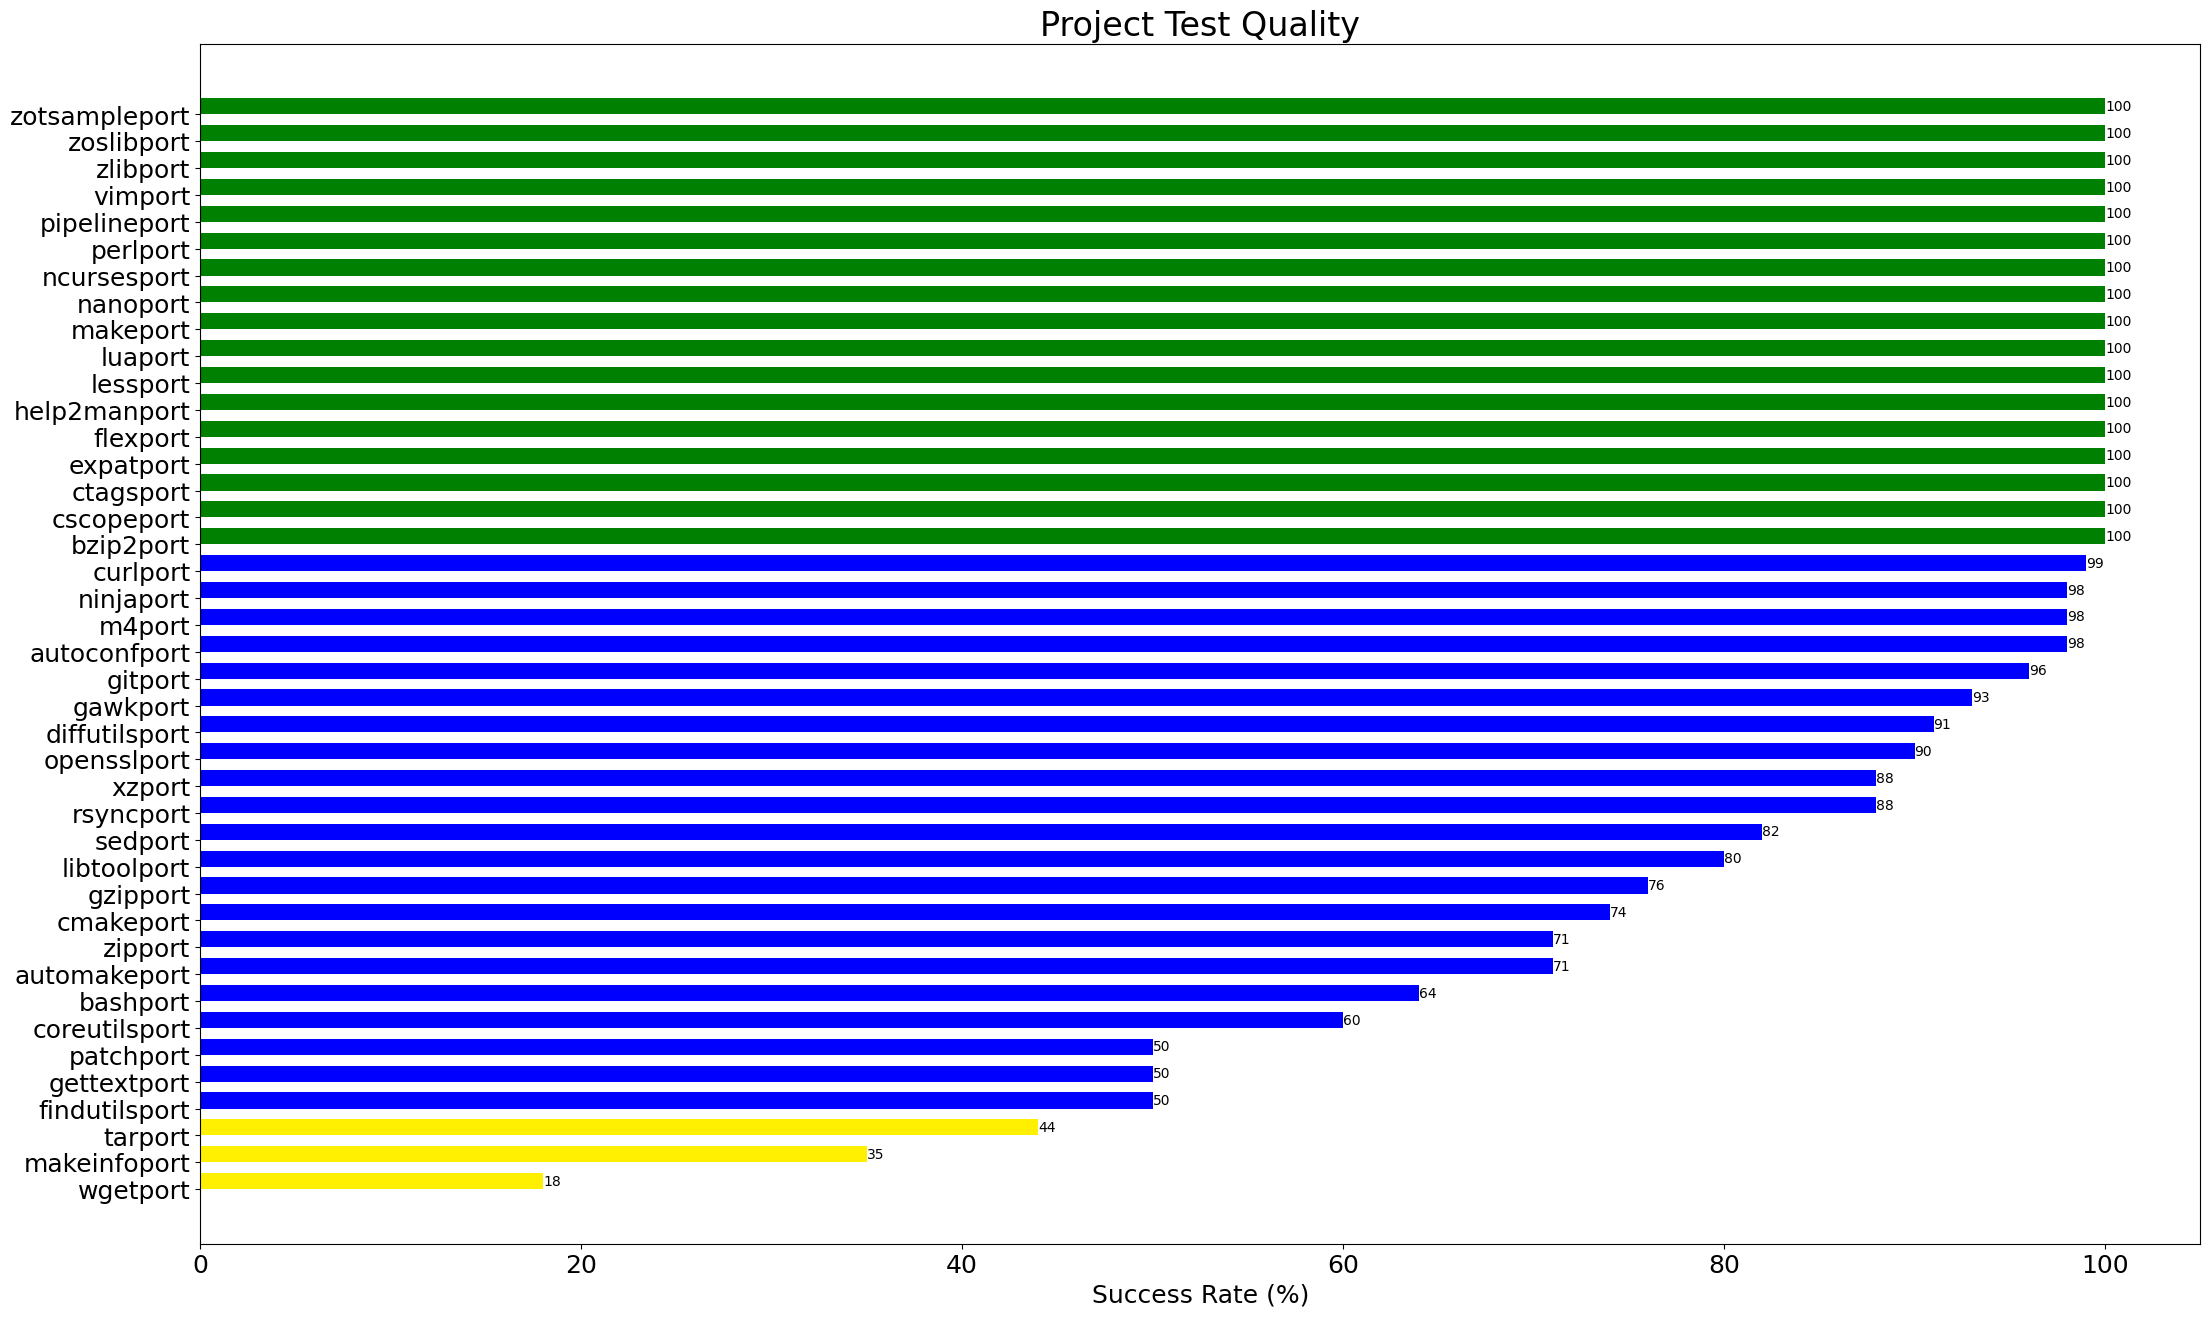 Project Test Quality
zotsampleport 100
zoslibport 100
zlibport 100
vimport 100
pipelineport 100
perlport 100
ncursesport 100
nanoport 100
makeport 100
luaport 100
lessport 100
help2manport 100
flexport 100
expatport 100
ctagsport 100
cscopeport 100
bzip2port 100
curlport 99
ninjaport 98
m4port 98
autoconfport 98
gitport 96
gawkport 93
diffutilsport 91
opensslport 90
xzport 88
rsyncport 88
sedport 82
libtoolport 80
gzipport 76
cmakeport 74
zipport 71
automakeport 71
bashport 64
coreutilsport 60
patchport 50
gettextport 50
findutilsport 50
tarport 44
makeinfoport 35
wgetport 18
0 20 40 60 80 100
Success Rate (%)